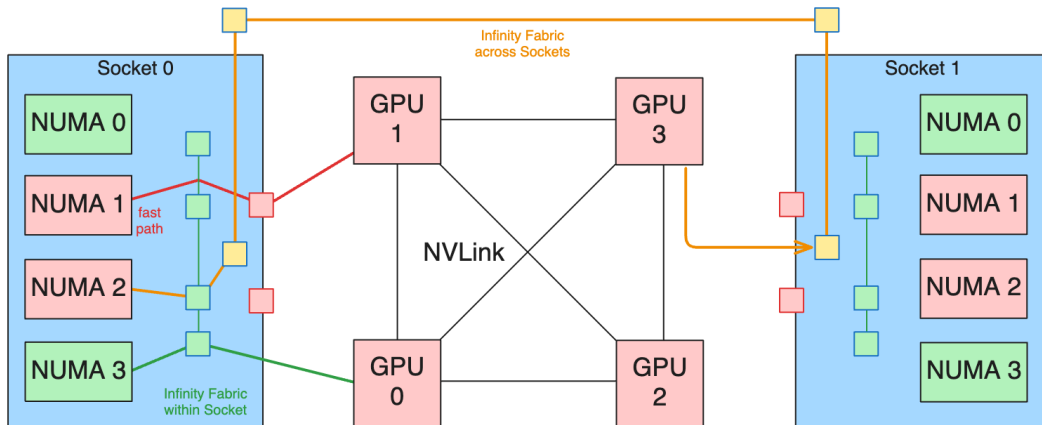 Infinity Fabric
across Sockets
Socket 0
NUMA 0
NUMA 1
fast
path
NUMA 2
NUMA 3
Infinity Fabric
within Socket
GPU
1
GPU
3
NVLink
GPU
0
GPU
2
Socket 1
NUMA 0
NUMA 1
NUMA 2
NUMA 3